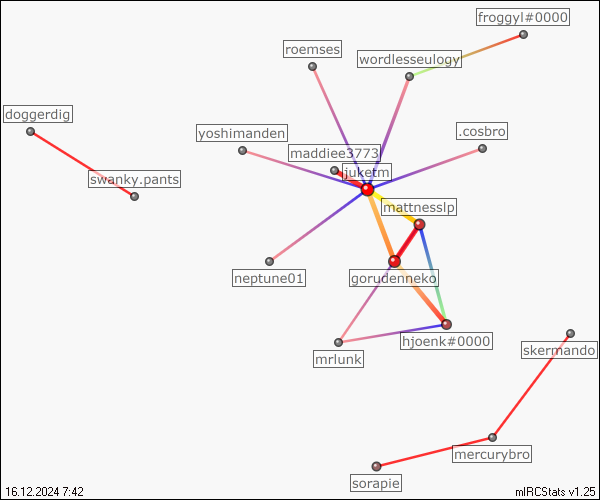 froggyl#0000
roemses
wordlesseulogy
doggerdig
yoshimanden
.cosbro
maddiee3773
juketm
swanky.pants
mattnesslp
neptune01
gorudenneko
hjoenk#0000
mrlunk
skermando
mercurybro
sorapie
16.12.2024 7:42
mIRCStats v1.25